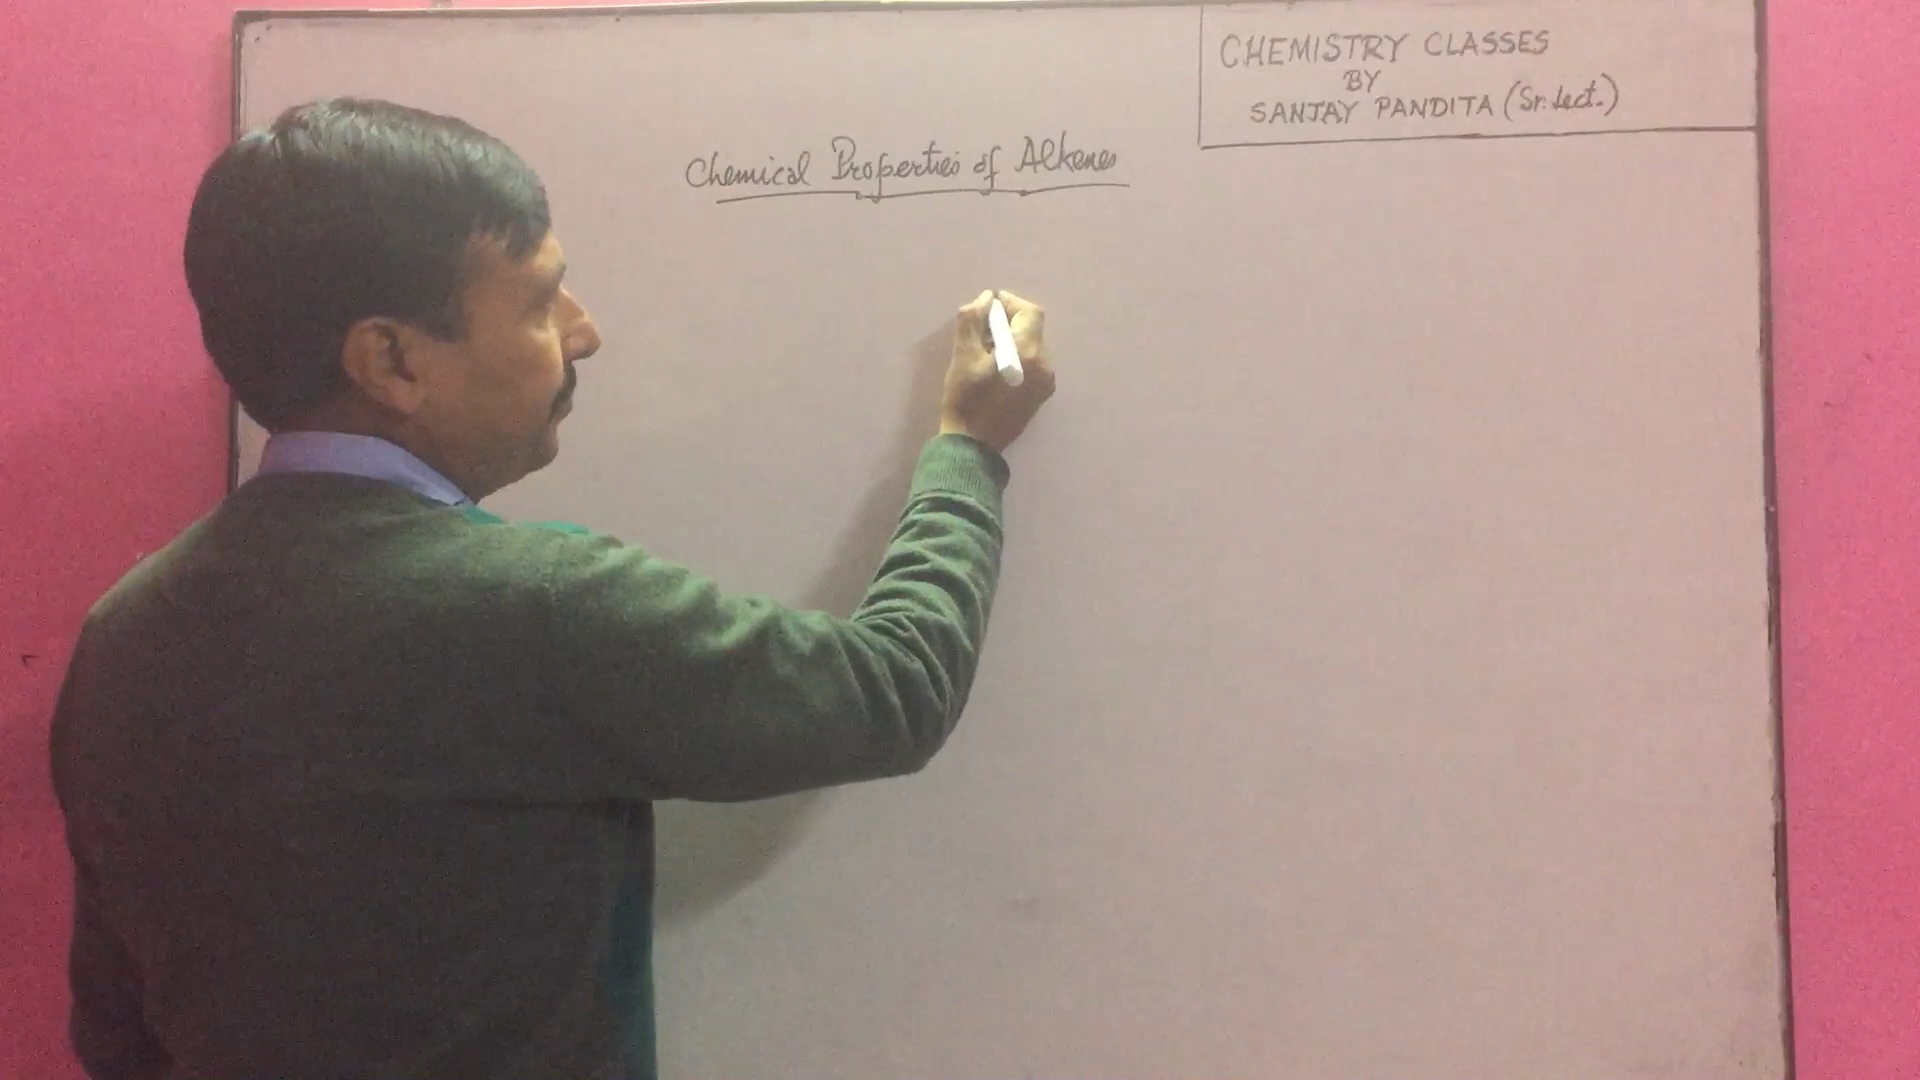 CHEMISTRY CLASSES
BY
SANJAY PANDITA (Sr. Lect.)
Chemical Properties of Alkenes